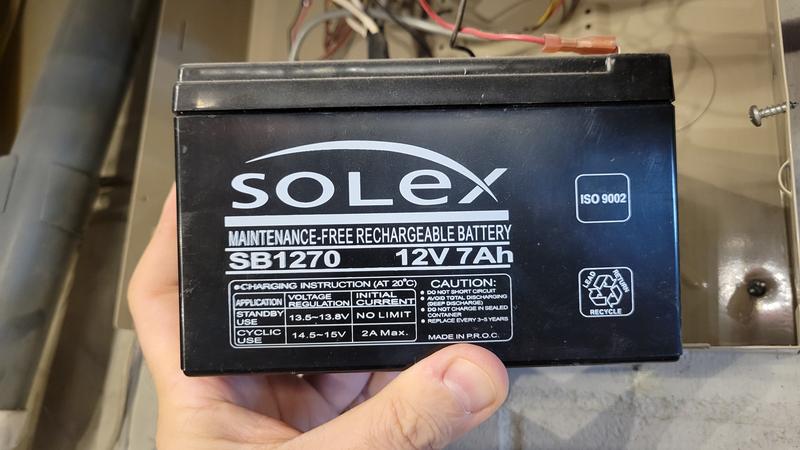 SOLEX
MAINTENANCE-FREE RECHARGEABLE BATTERY
SB1270 12V 7Ah
●CHARGING INSTRUCTION (AT 20°C)
APPLICATION VOLTAGE REGULATION INITIAL CURRENT
STANDBY USE 13.5~13.8V NO LIMIT
CYCLIC USE 14.5~15V 2A Max.
CAUTION:
● DO NOT SHORT CIRCUIT
● AVOID TOTAL DISCHARGING
(DEEP DISCHARGE)
● DO NOT CHARGE IN SEALED
CONTAINER
● REPLACE EVERY 3~5 YEARS
MADE IN P.R.O.C.
ISO 9002
LEAD RETURN
RECYCLE